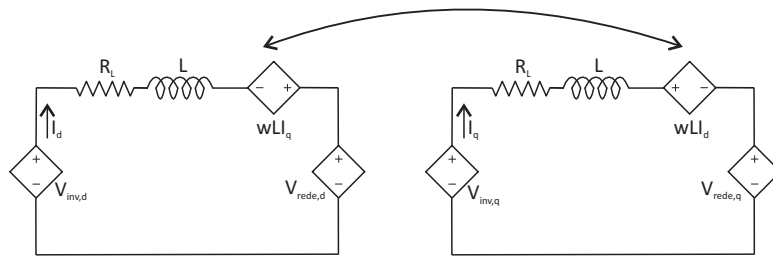 R_L L
- +
wLI_q
I_d
+
-
V_inv,d
+
-
V_rede,d
R_L L
+ -
wLI_d
I_q
+
-
V_inv,q
+
-
V_rede,q